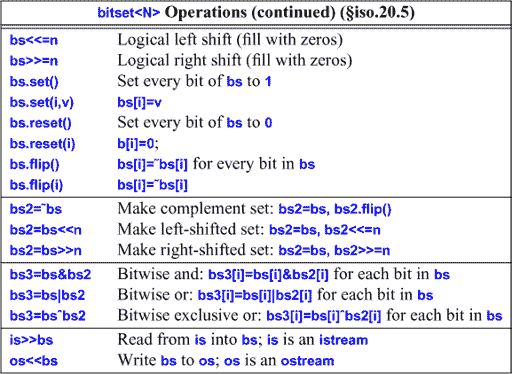 bitset<N> Operations (continued) (§iso.20.5)
bs<<=n Logical left shift (fill with zeros)
bs>>=n Logical right shift (fill with zeros)
bs.set() Set every bit of bs to 1
bs.set(i,v) bs[i]=v
bs.reset() Set every bit of bs to 0
bs.reset(i) b[i]=0;
bs.flip() bs[i]=~bs[i] for every bit in bs
bs.flip(i) bs[i]=~bs[i]
bs2=~bs Make complement set: bs2=bs, bs2.flip()
bs2=bs<<n Make left-shifted set: bs2=bs, bs2<<=n
bs2=bs>>n Make right-shifted set: bs2=bs, bs2>>=n
bs3=bs&bs2 Bitwise and: bs3[i]=bs[i]&bs2[i] for each bit in bs
bs3=bs|bs2 Bitwise or: bs3[i]=bs[i]|bs2[i] for each bit in bs
bs3=bs^bs2 Bitwise exclusive or: bs3[i]=bs[i]^bs2[i] for each bit in bs
is>>bs Read from is into bs; is is an istream
os<<bs Write bs to os; os is an ostream